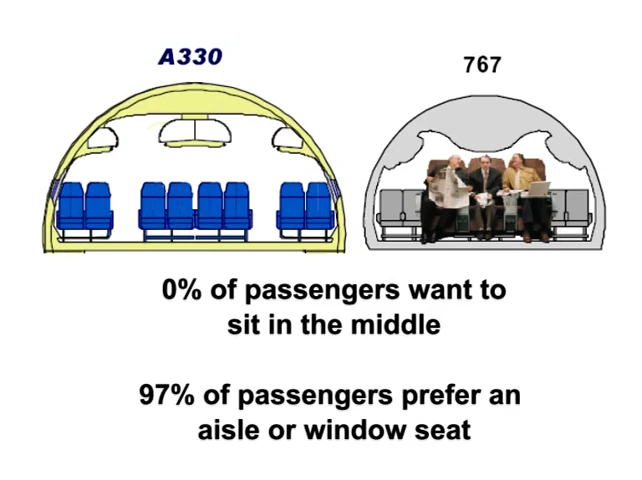 A330
767
0% of passengers want to
sit in the middle
97% of passengers prefer an
aisle or window seat